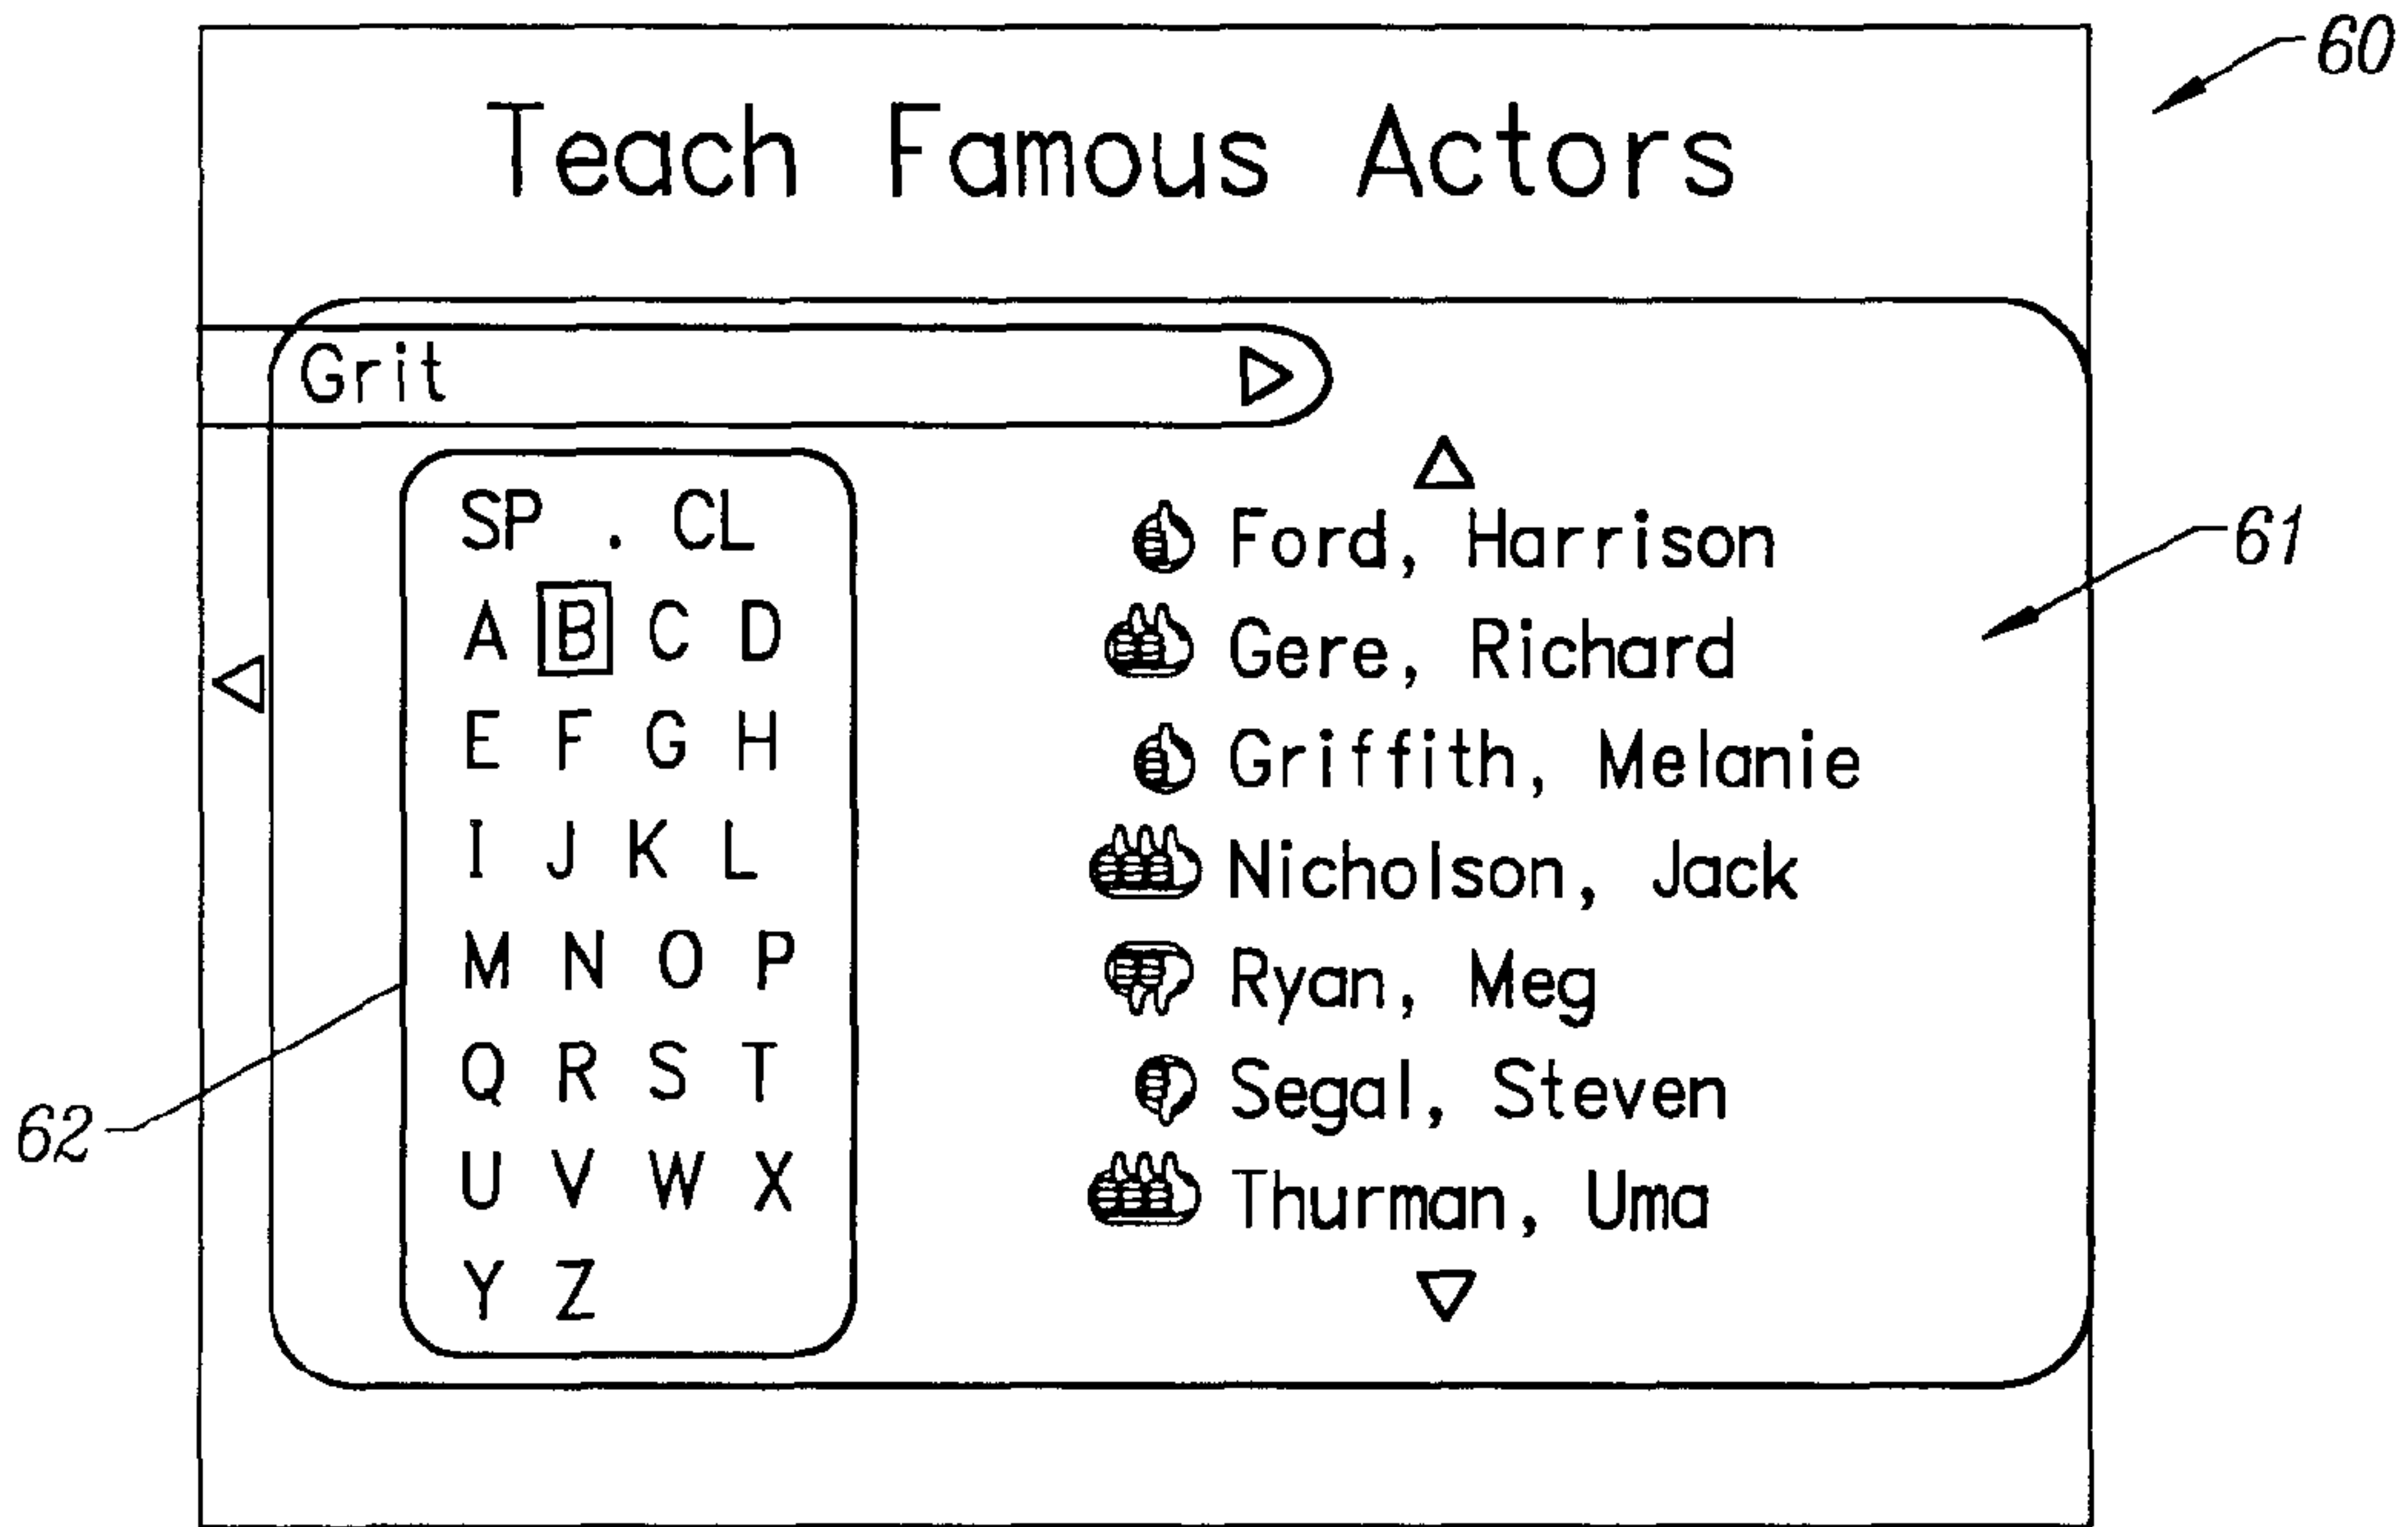 60
Teach Famous Actors
Grit
SP . CL
A B C D
E F G H
I J K L
M N O P
Q R S T
U V W X
Y Z
Ford, Harrison
Gere, Richard
Griffith, Melanie
Nicholson, Jack
Ryan, Meg
Segal, Steven
Thurman, Uma
61
62